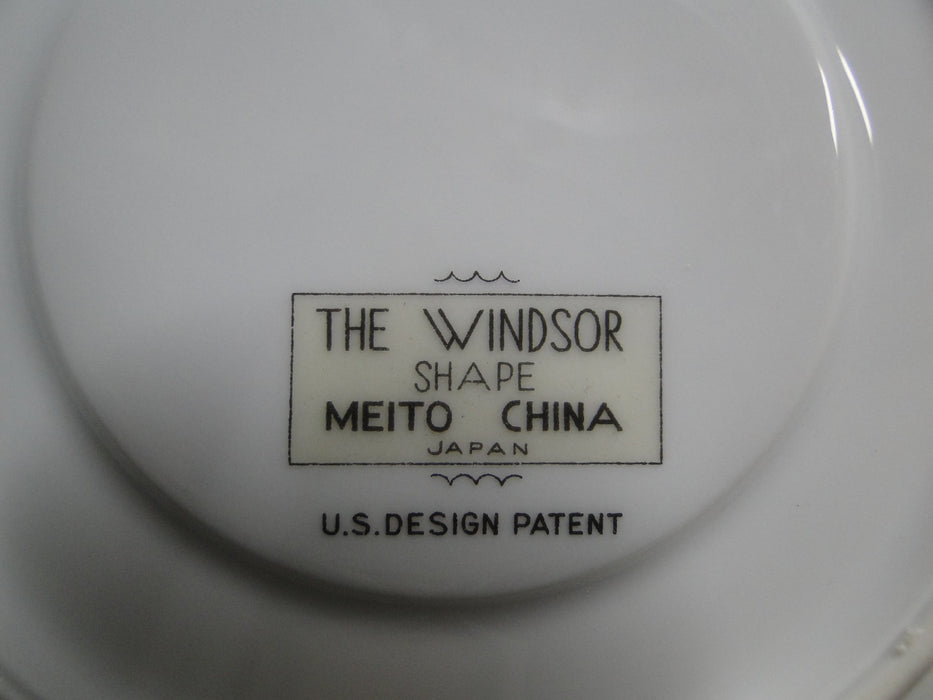 THE WINDSOR
SHAPE
MEITO CHINA
JAPAN
U.S. DESIGN PATENT